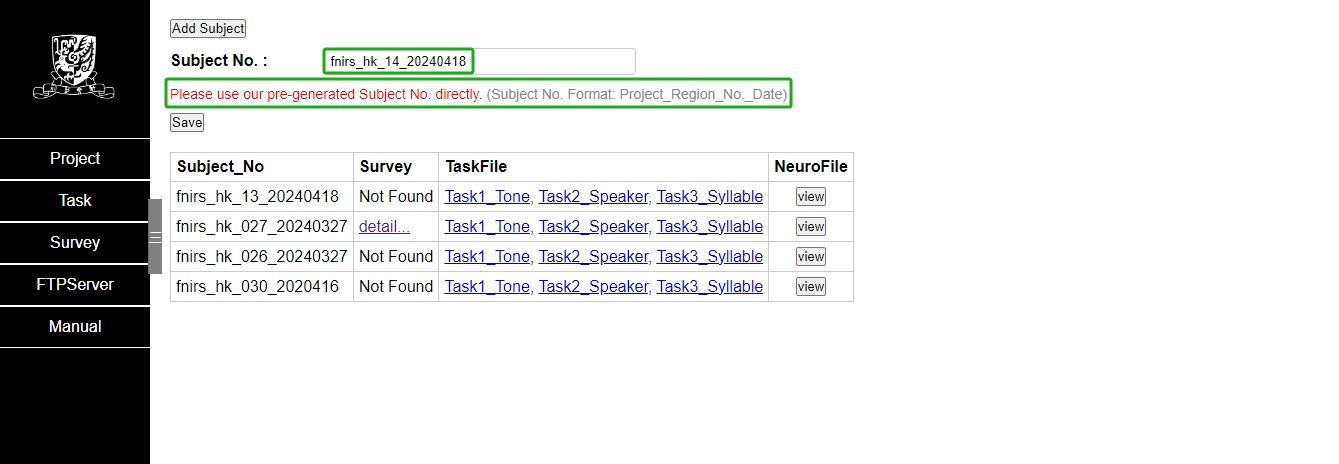 Add Subject
Subject No. : fnirs_hk_14_20240418
Please use our pre-generated Subject No. directly. (Subject No. Format: Project_Region_No._Date)
Save
Project
Task
Survey
FTPServer
Manual
Subject_No Survey TaskFile NeuroFile
fnirs_hk_13_20240418 Not Found Task1_Tone, Task2_Speaker, Task3_Syllable view
fnirs_hk_027_20240327 detail... Task1_Tone, Task2_Speaker, Task3_Syllable view
fnirs_hk_026_20240327 Not Found Task1_Tone, Task2_Speaker, Task3_Syllable view
fnirs_hk_030_2020416 Not Found Task1_Tone, Task2_Speaker, Task3_Syllable view